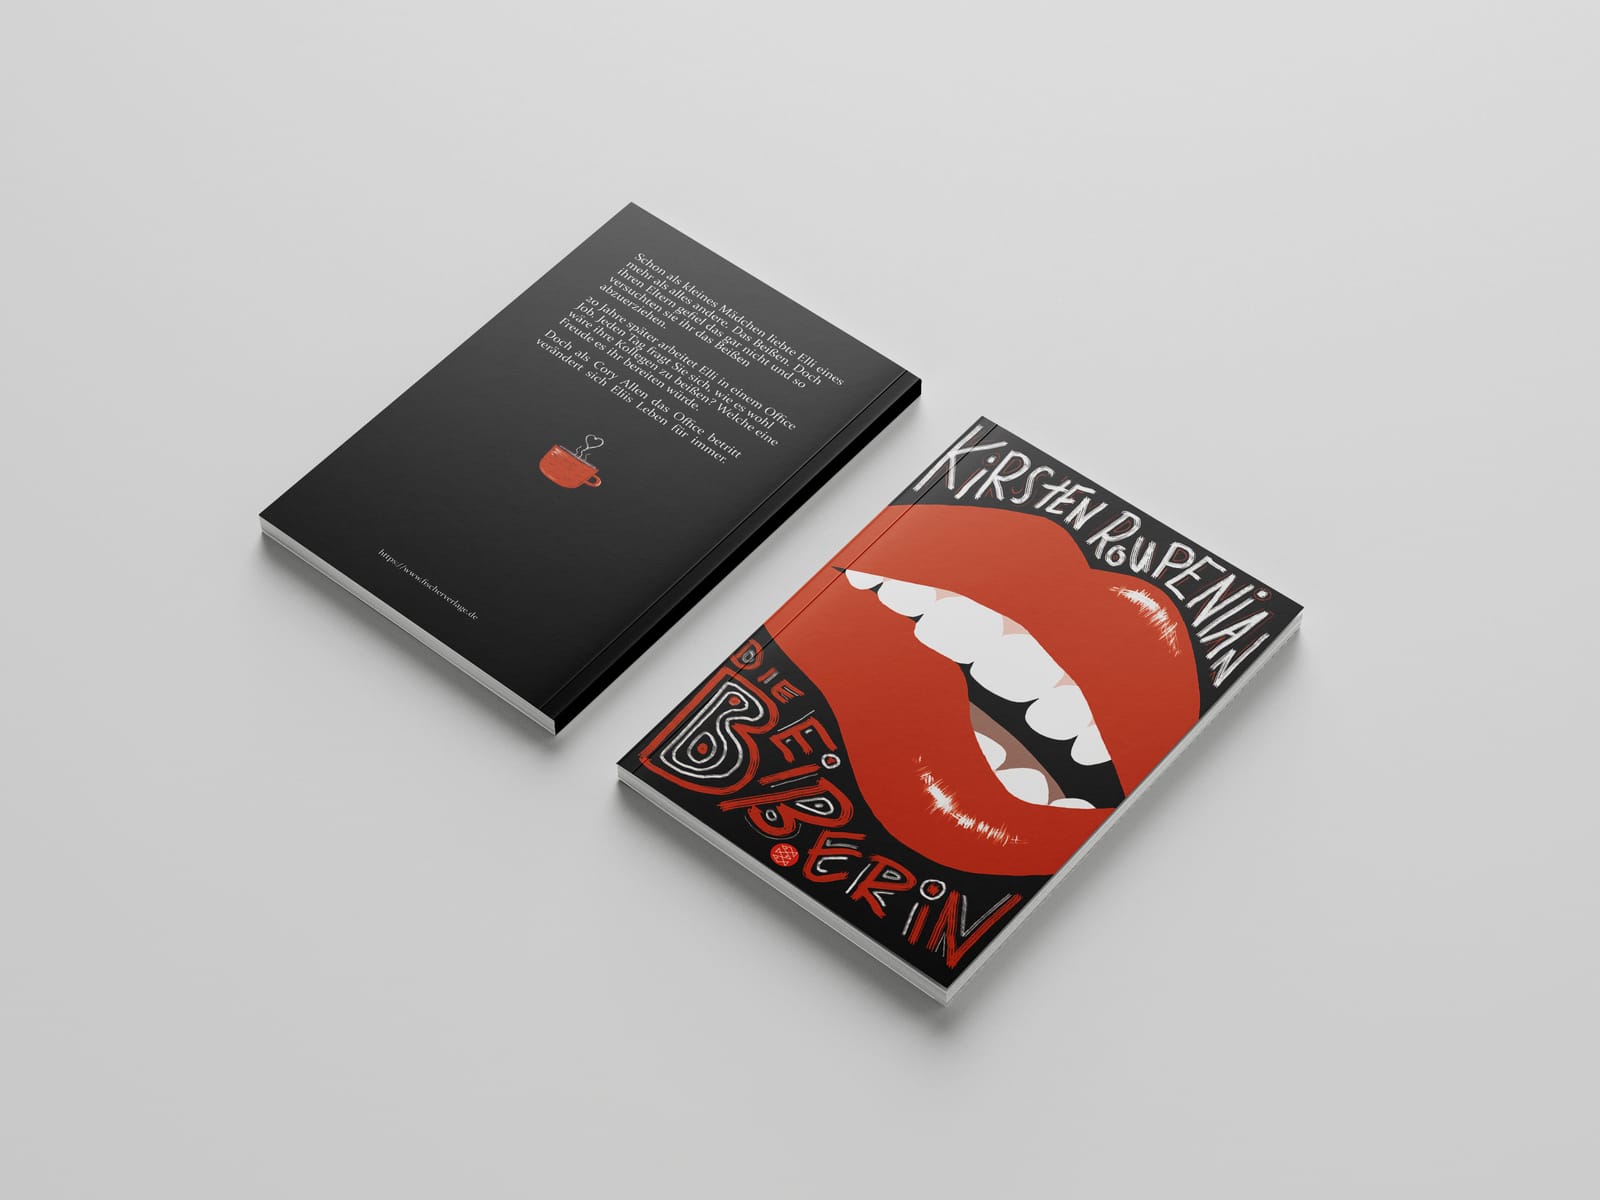 Schon als kleines Mädchen liebte Elli eines
mehr als alles andere. Das Beißen. Doch
ihren Eltern gefiel das gar nicht und so
versuchten sie ihr das Beißen
abzuerziehen.
20 Jahre später arbeitet Elli in einem Office
Job. Jeden Tag fragt Sie sich, wie es wohl
wäre ihre Kollegen zu beißen? Welche eine
Freude es ihr bereiten würde.
Doch als Cory Allen das Office betritt
verändert sich Ellis Leben für immer.
https://www.fischerverlage.de
KIRSTEN ROUPENIAN
DIE
BEIßERIN